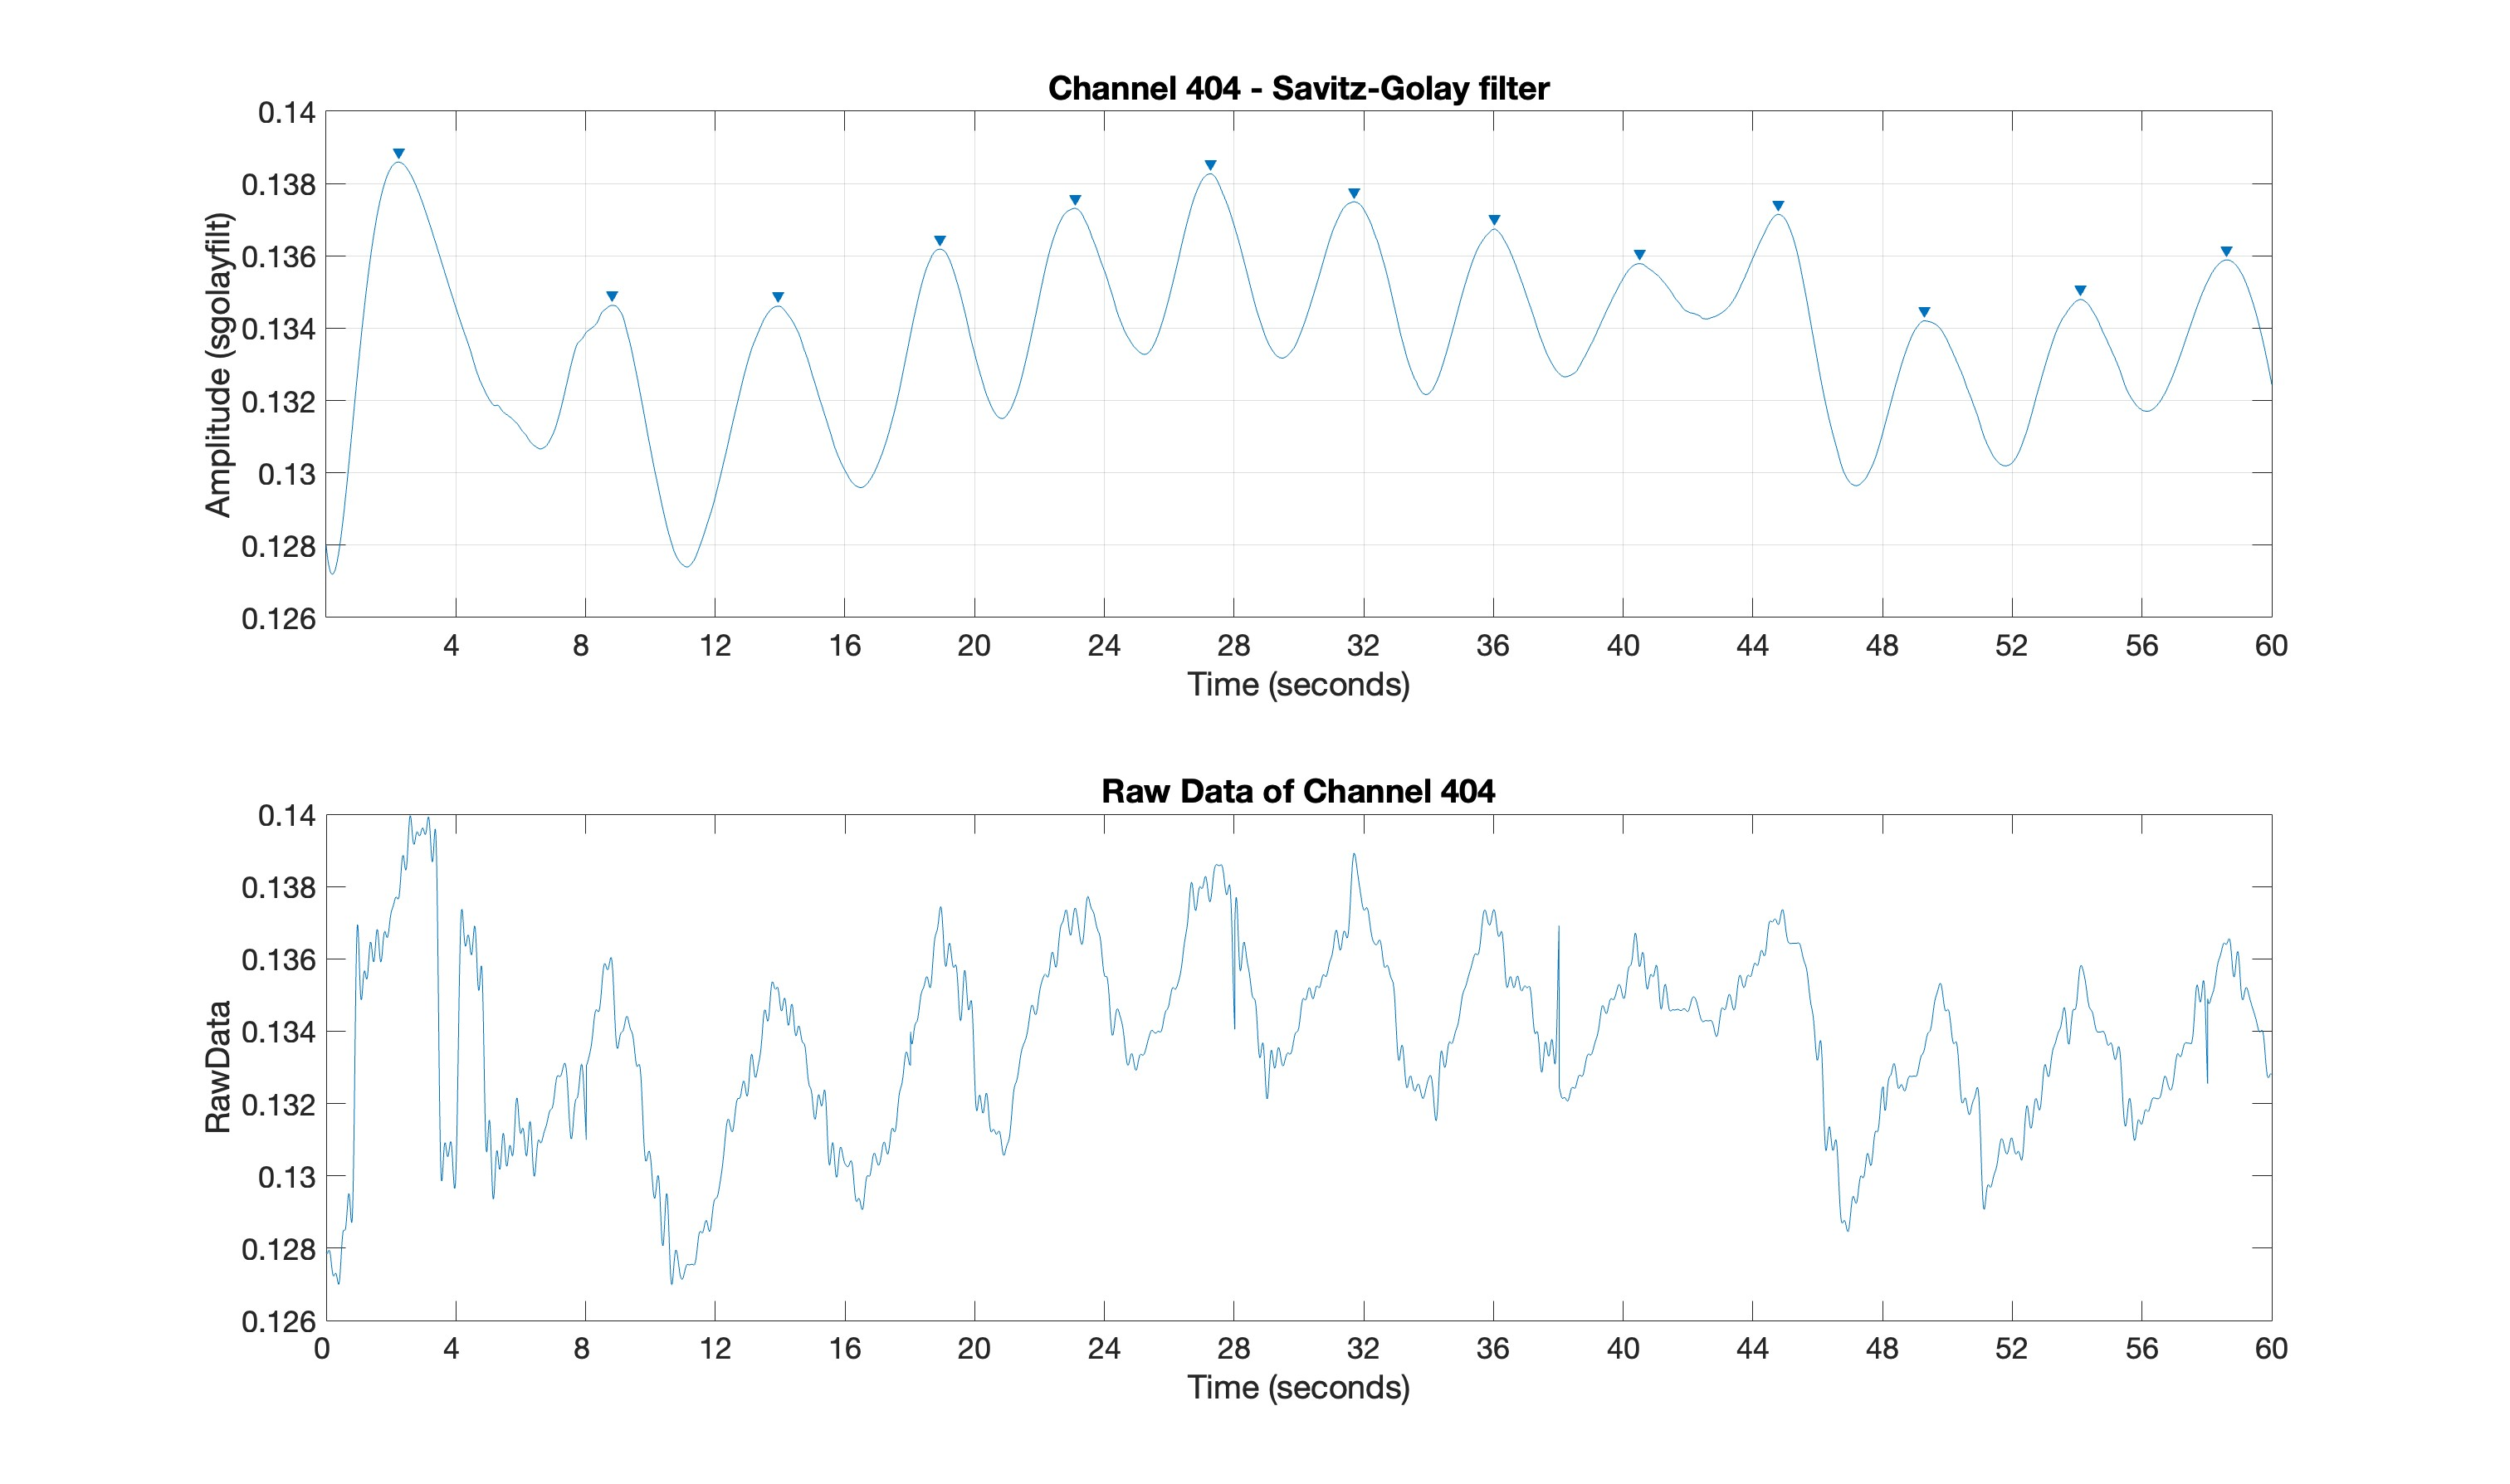 Channel 404 - Savitz-Golay filter
0.14
0.138
0.136
0.134
0.132
0.13
0.128
0.126
Amplitude (sgolayfilt)
4 8 12 16 20 24 28 32 36 40 44 48 52 56 60
Time (seconds)
Raw Data of Channel 404
0.14
0.138
0.136
0.134
0.132
0.13
0.128
0.126
RawData
0 4 8 12 16 20 24 28 32 36 40 44 48 52 56 60
Time (seconds)